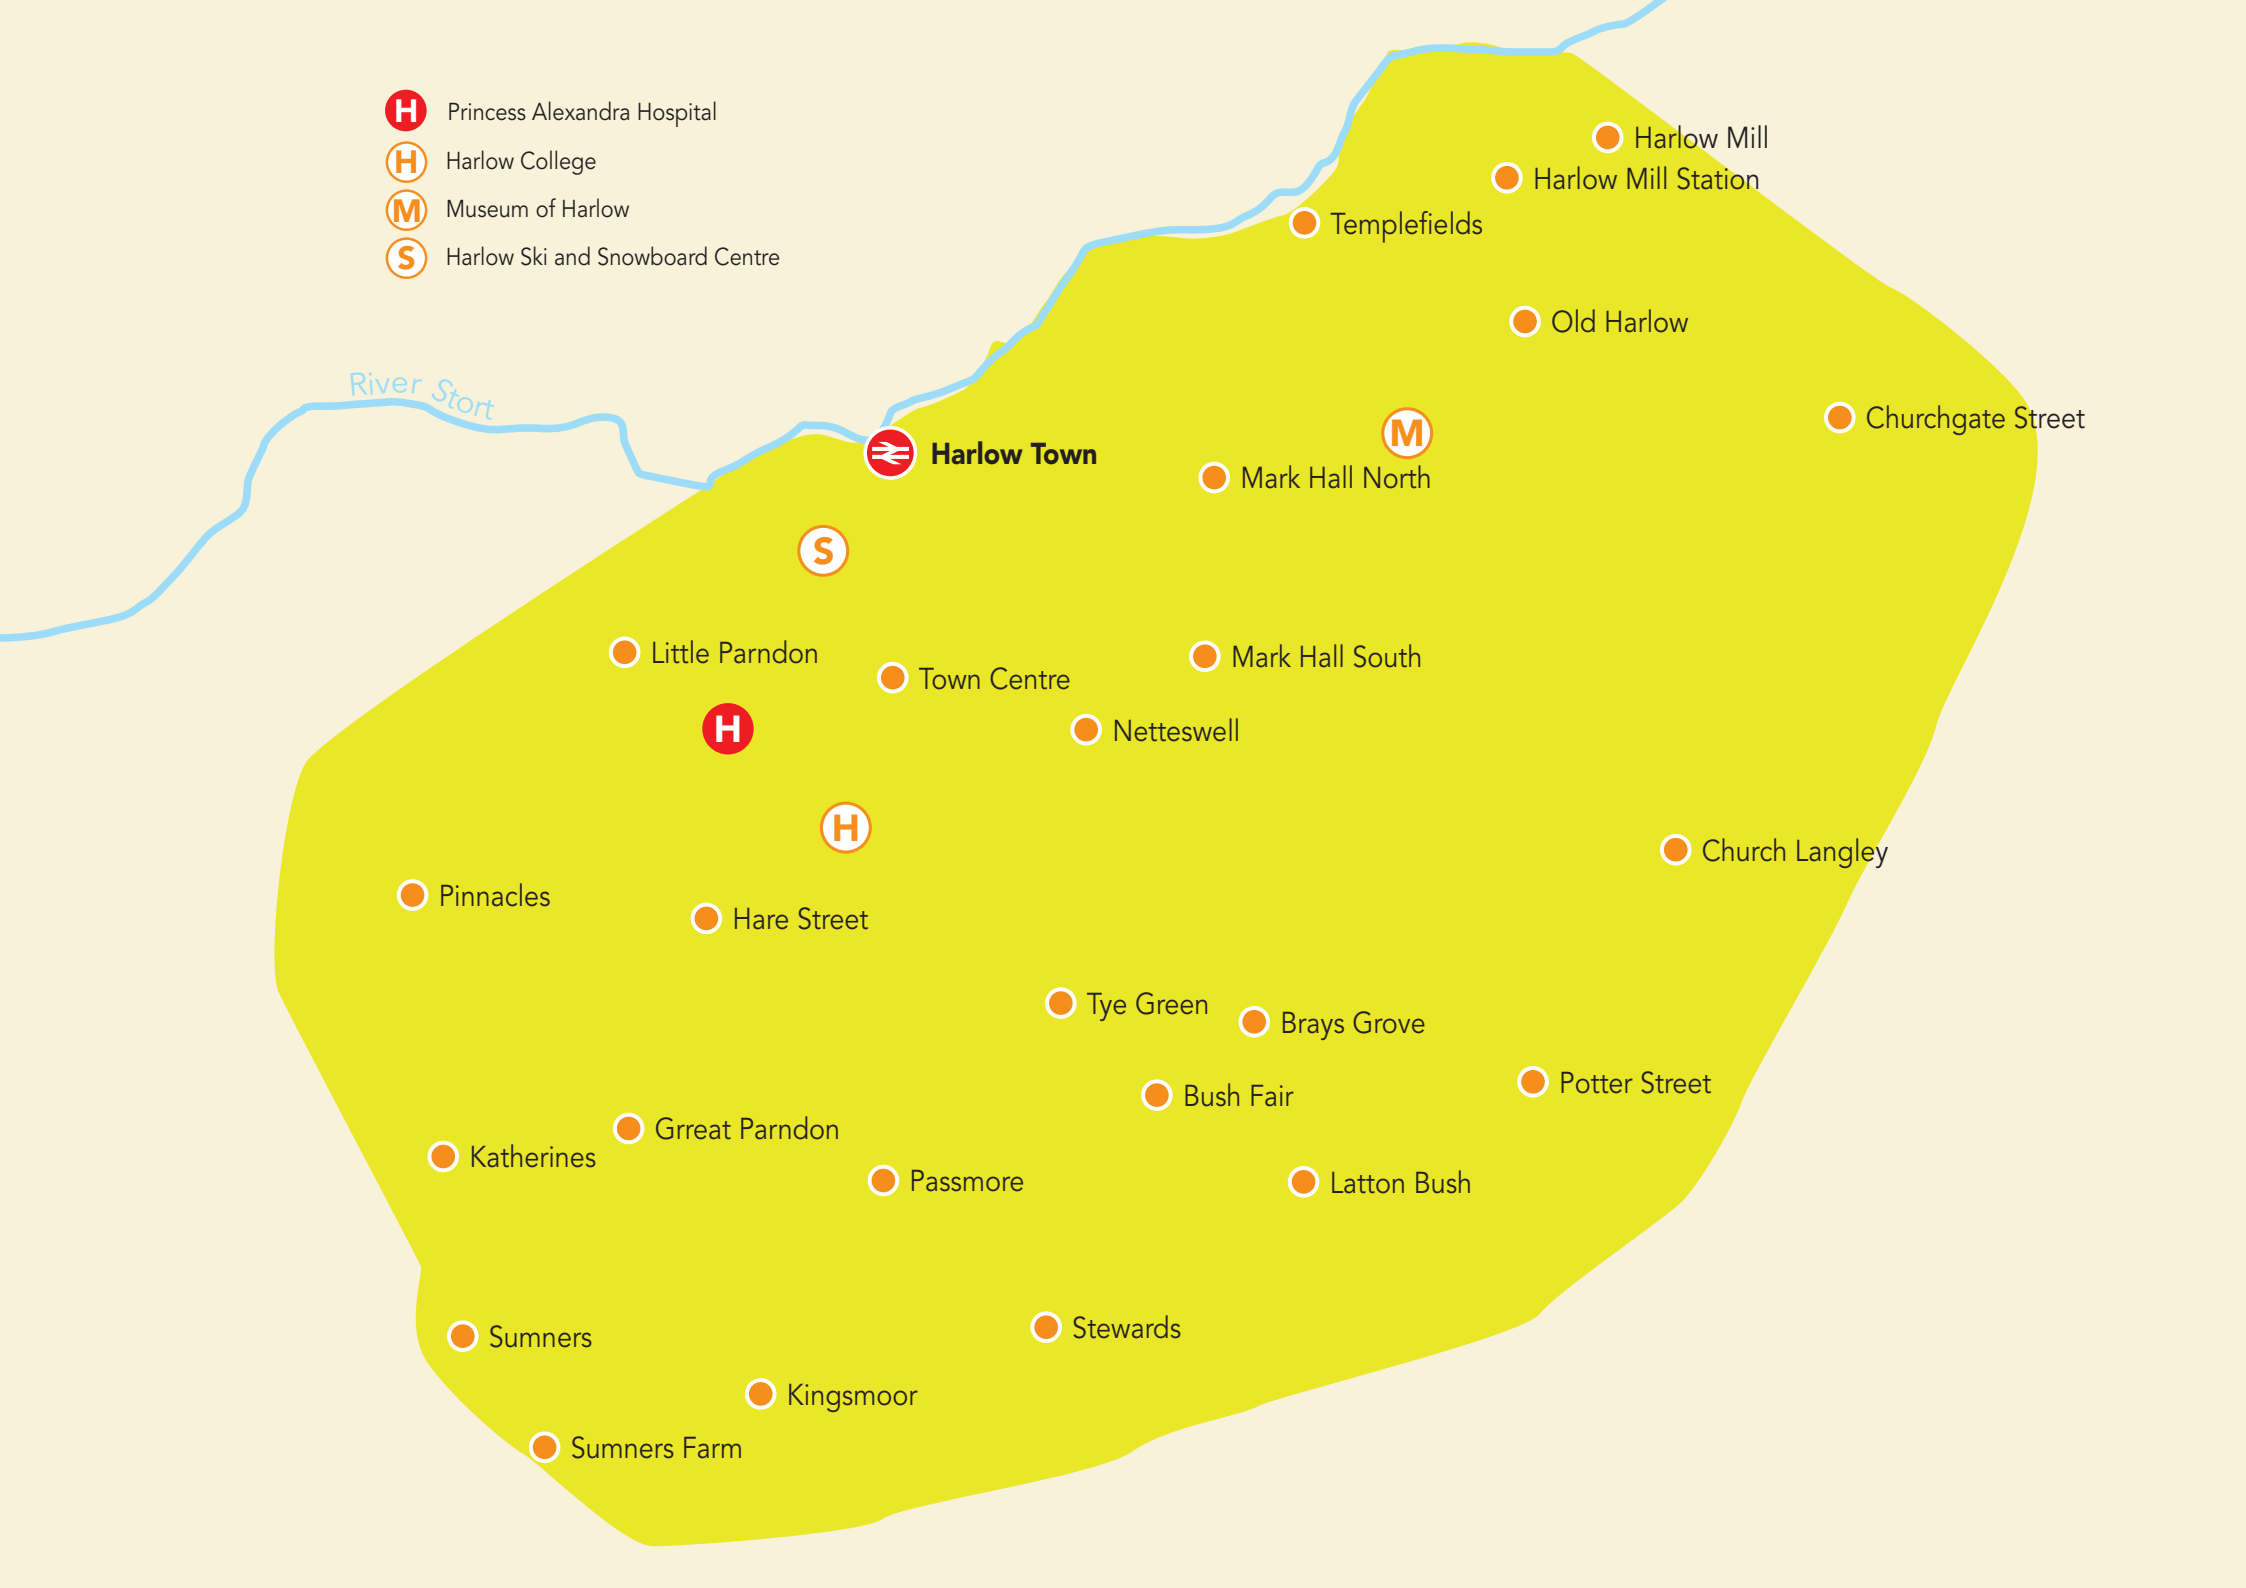 H Princess Alexandra Hospital
H Harlow College
M Museum of Harlow
S Harlow Ski and Snowboard Centre
Harlow Mill
Harlow Mill Station
Templefields
Old Harlow
River Stort
Churchgate Street
M
Harlow Town
Mark Hall North
S
Little Parndon
Mark Hall South
Town Centre
H
Netteswell
H
Church Langley
Pinnacles
Hare Street
Tye Green
Brays Grove
Potter Street
Bush Fair
Grreat Parndon
Katherines
Passmore
Latton Bush
Stewards
Sumners
Kingsmoor
Sumners Farm